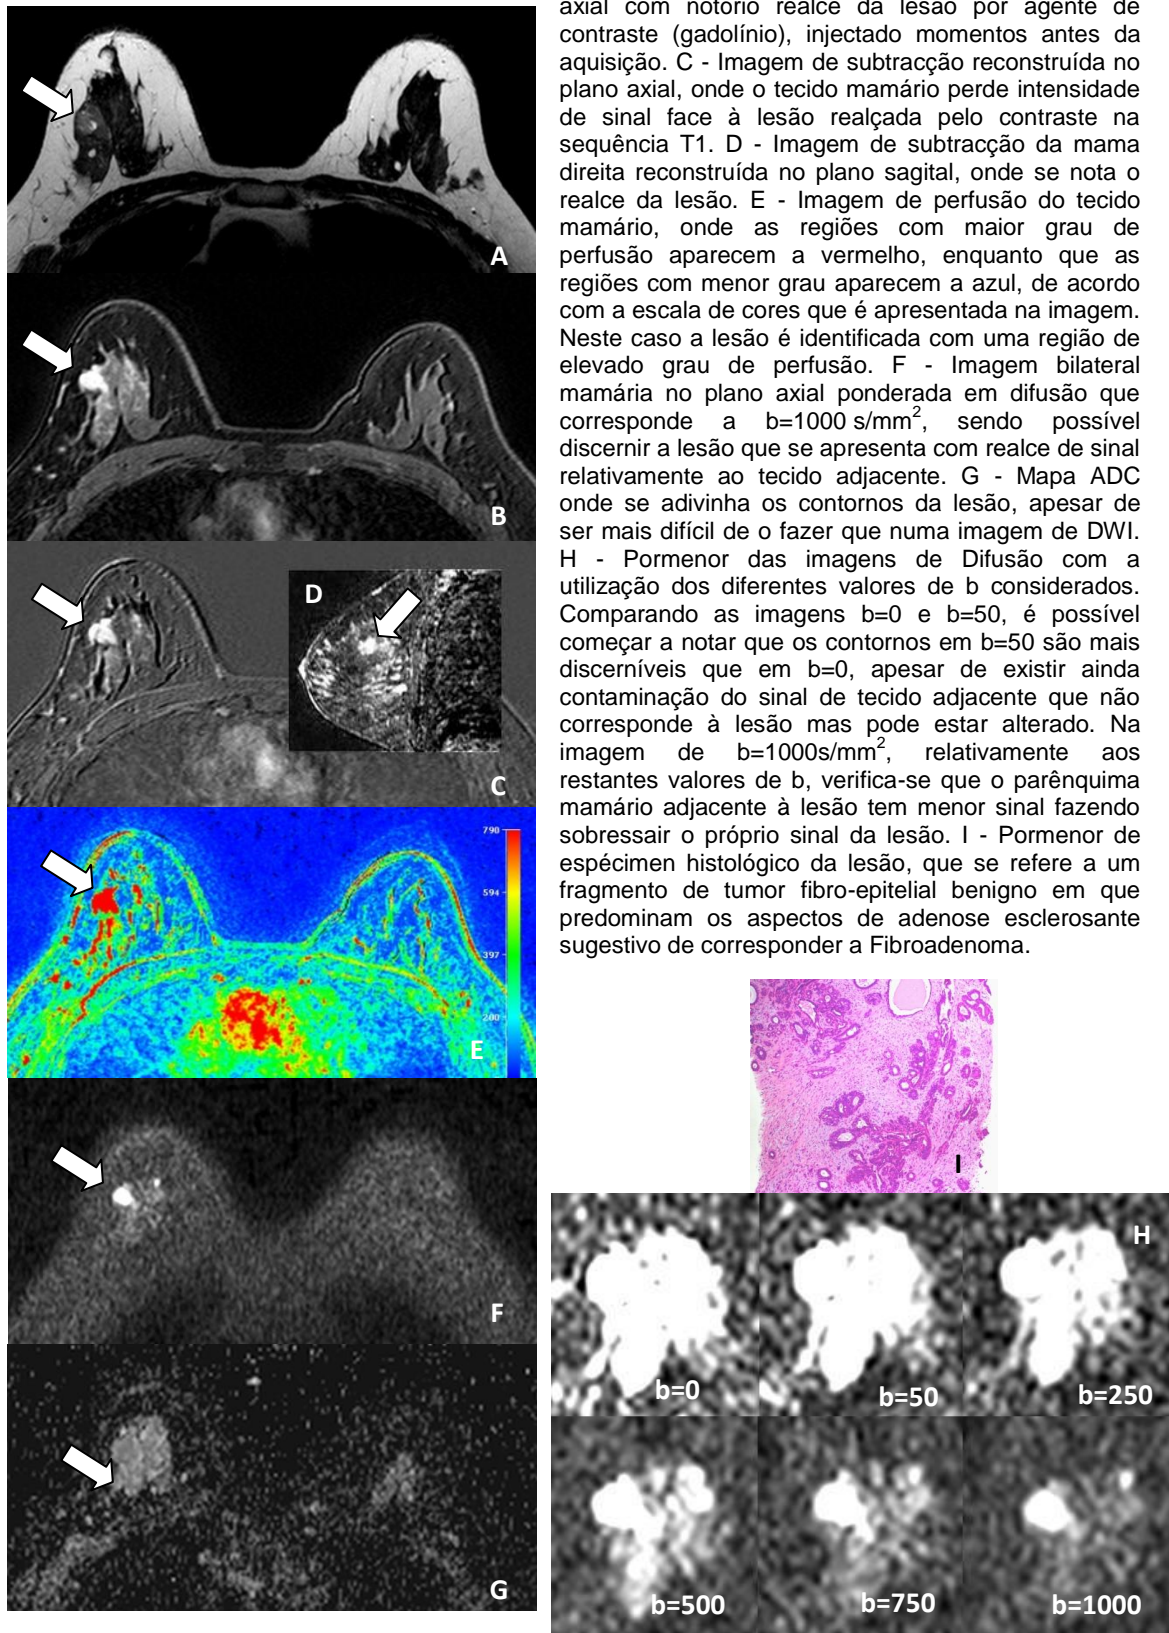 axial com notório realce da lesão por agente de
contraste (gadolínio), injectado momentos antes da
aquisição. C - Imagem de subtracção reconstruída no
plano axial, onde o tecido mamário perde intensidade
de sinal face à lesão realçada pelo contraste na
sequência T1. D - Imagem de subtracção da mama
direita reconstruída no plano sagital, onde se nota o
realce da lesão. E - Imagem de perfusão do tecido
mamário, onde as regiões com maior grau de
perfusão aparecem a vermelho, enquanto que as
regiões com menor grau aparecem a azul, de acordo
com a escala de cores que é apresentada na imagem.
Neste caso a lesão é identificada com uma região de
elevado grau de perfusão. F - Imagem bilateral
mamária no plano axial ponderada em difusão que
corresponde a b=1000 s/mm², sendo possível
discernir a lesão que se apresenta com realce de sinal
relativamente ao tecido adjacente. G - Mapa ADC
onde se adivinha os contornos da lesão, apesar de
ser mais difícil de o fazer que numa imagem de DWI.
H - Pormenor das imagens de Difusão com a
utilização dos diferentes valores de b considerados.
Comparando as imagens b=0 e b=50, é possível
começar a notar que os contornos em b=50 são mais
discerníveis que em b=0, apesar de existir ainda
contaminação do sinal de tecido adjacente que não
corresponde à lesão mas pode estar alterado. Na
imagem de b=1000s/mm², relativamente aos
restantes valores de b, verifica-se que o parênquima
mamário adjacente à lesão tem menor sinal fazendo
sobressair o próprio sinal da lesão. I - Pormenor de
espécimen histológico da lesão, que se refere a um
fragmento de tumor fibro-epitelial benigno em que
predominam os aspectos de adenose esclerosante
sugestivo de corresponder a Fibroadenoma.
A
B
C
D
790
594
397
200
E
F
G
I
H
b=0
b=50
b=250
b=500
b=750
b=1000